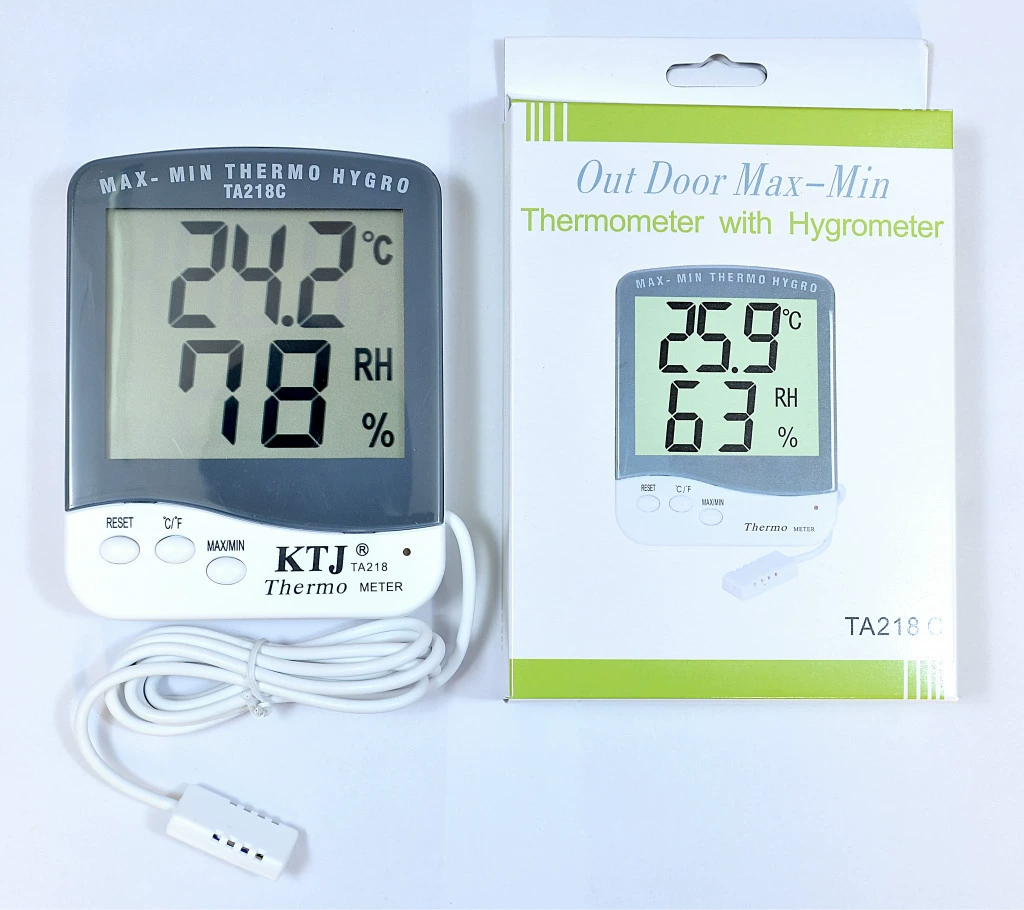 MAX- MIN THERMO HYGRO
TA218C
24.2 °C
78 RH
%
RESET
°C/°F
MAX/MIN
KTJ ®
TA218
Thermo METER
Out Door Max-Min
Thermometer with Hygrometer
MAX- MIN THERMO HYGRO
25.9 °C
63 RH
%
RESET
°C/°F
MAX/MIN
Thermo METER
TA218 C